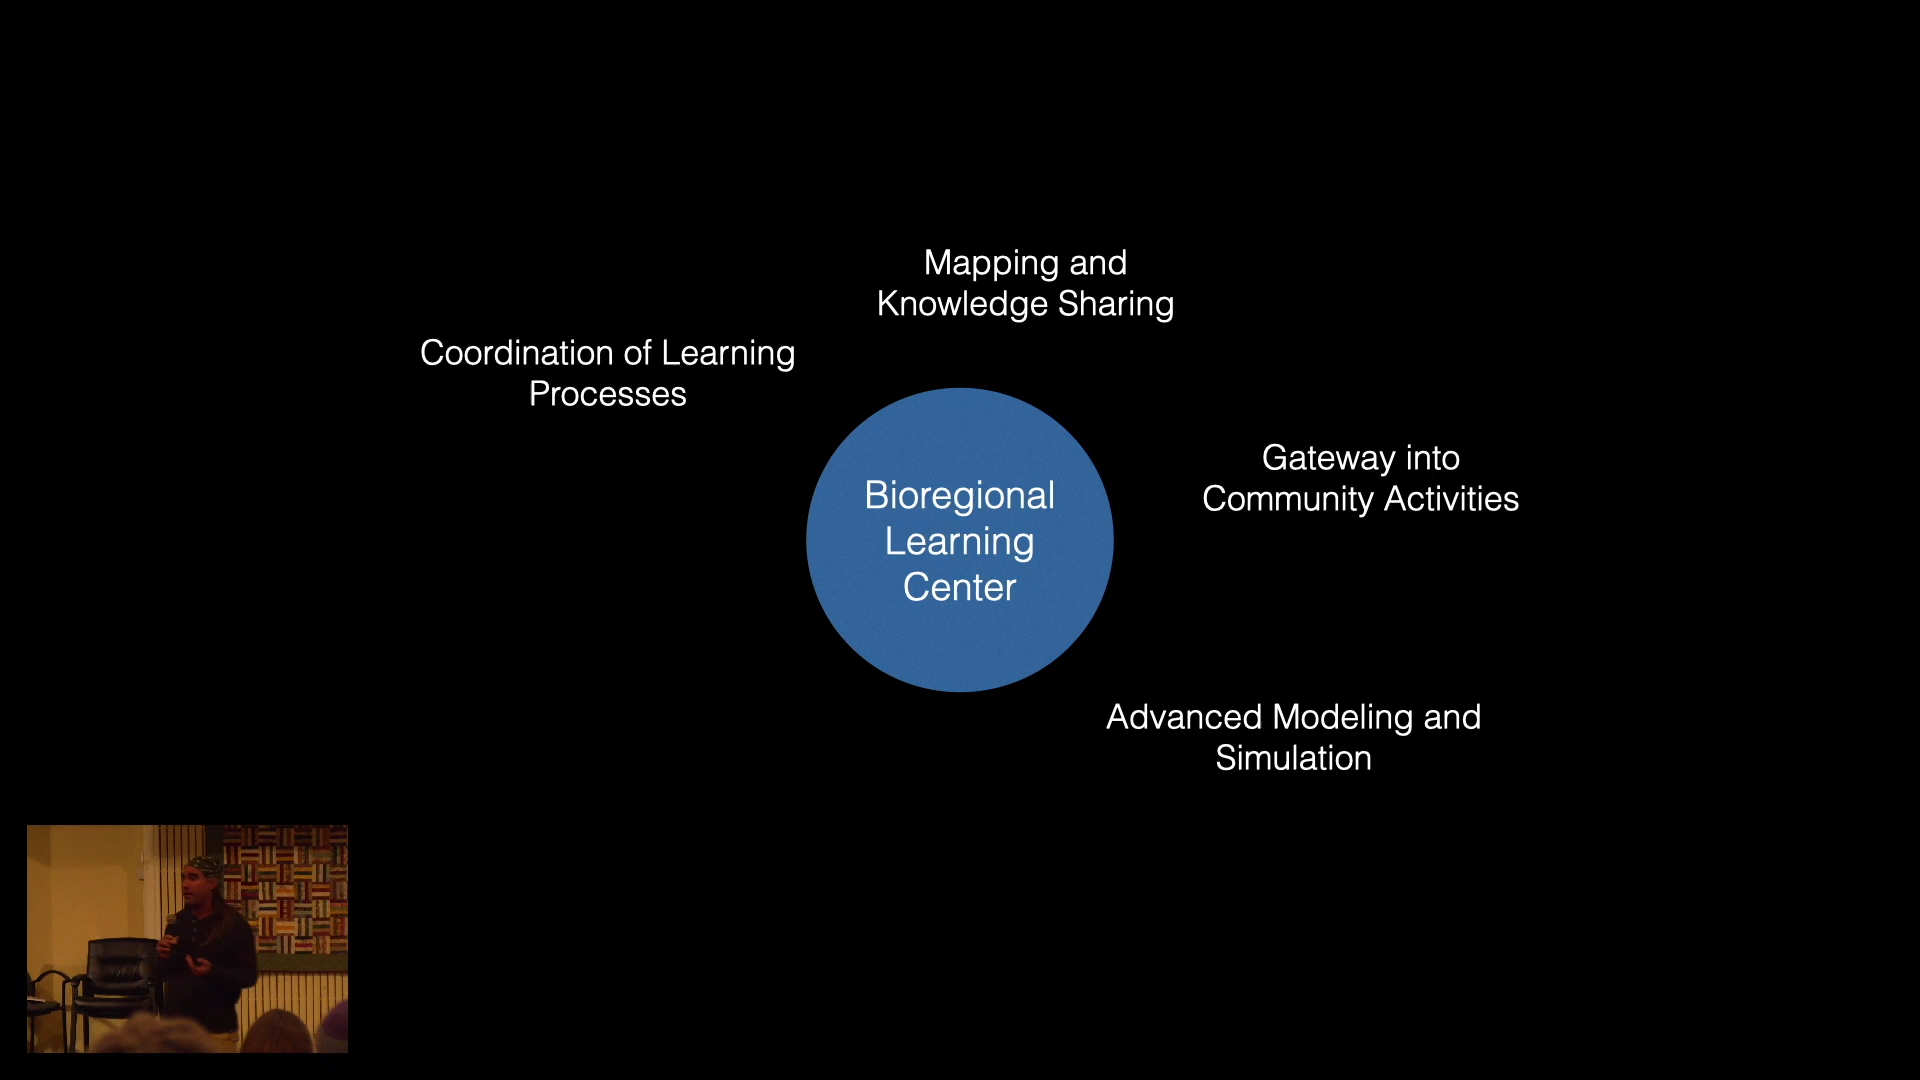 Mapping and
Knowledge Sharing
Coordination of Learning
Processes
Gateway into
Community Activities
Bioregional
Learning
Center
Advanced Modeling and
Simulation